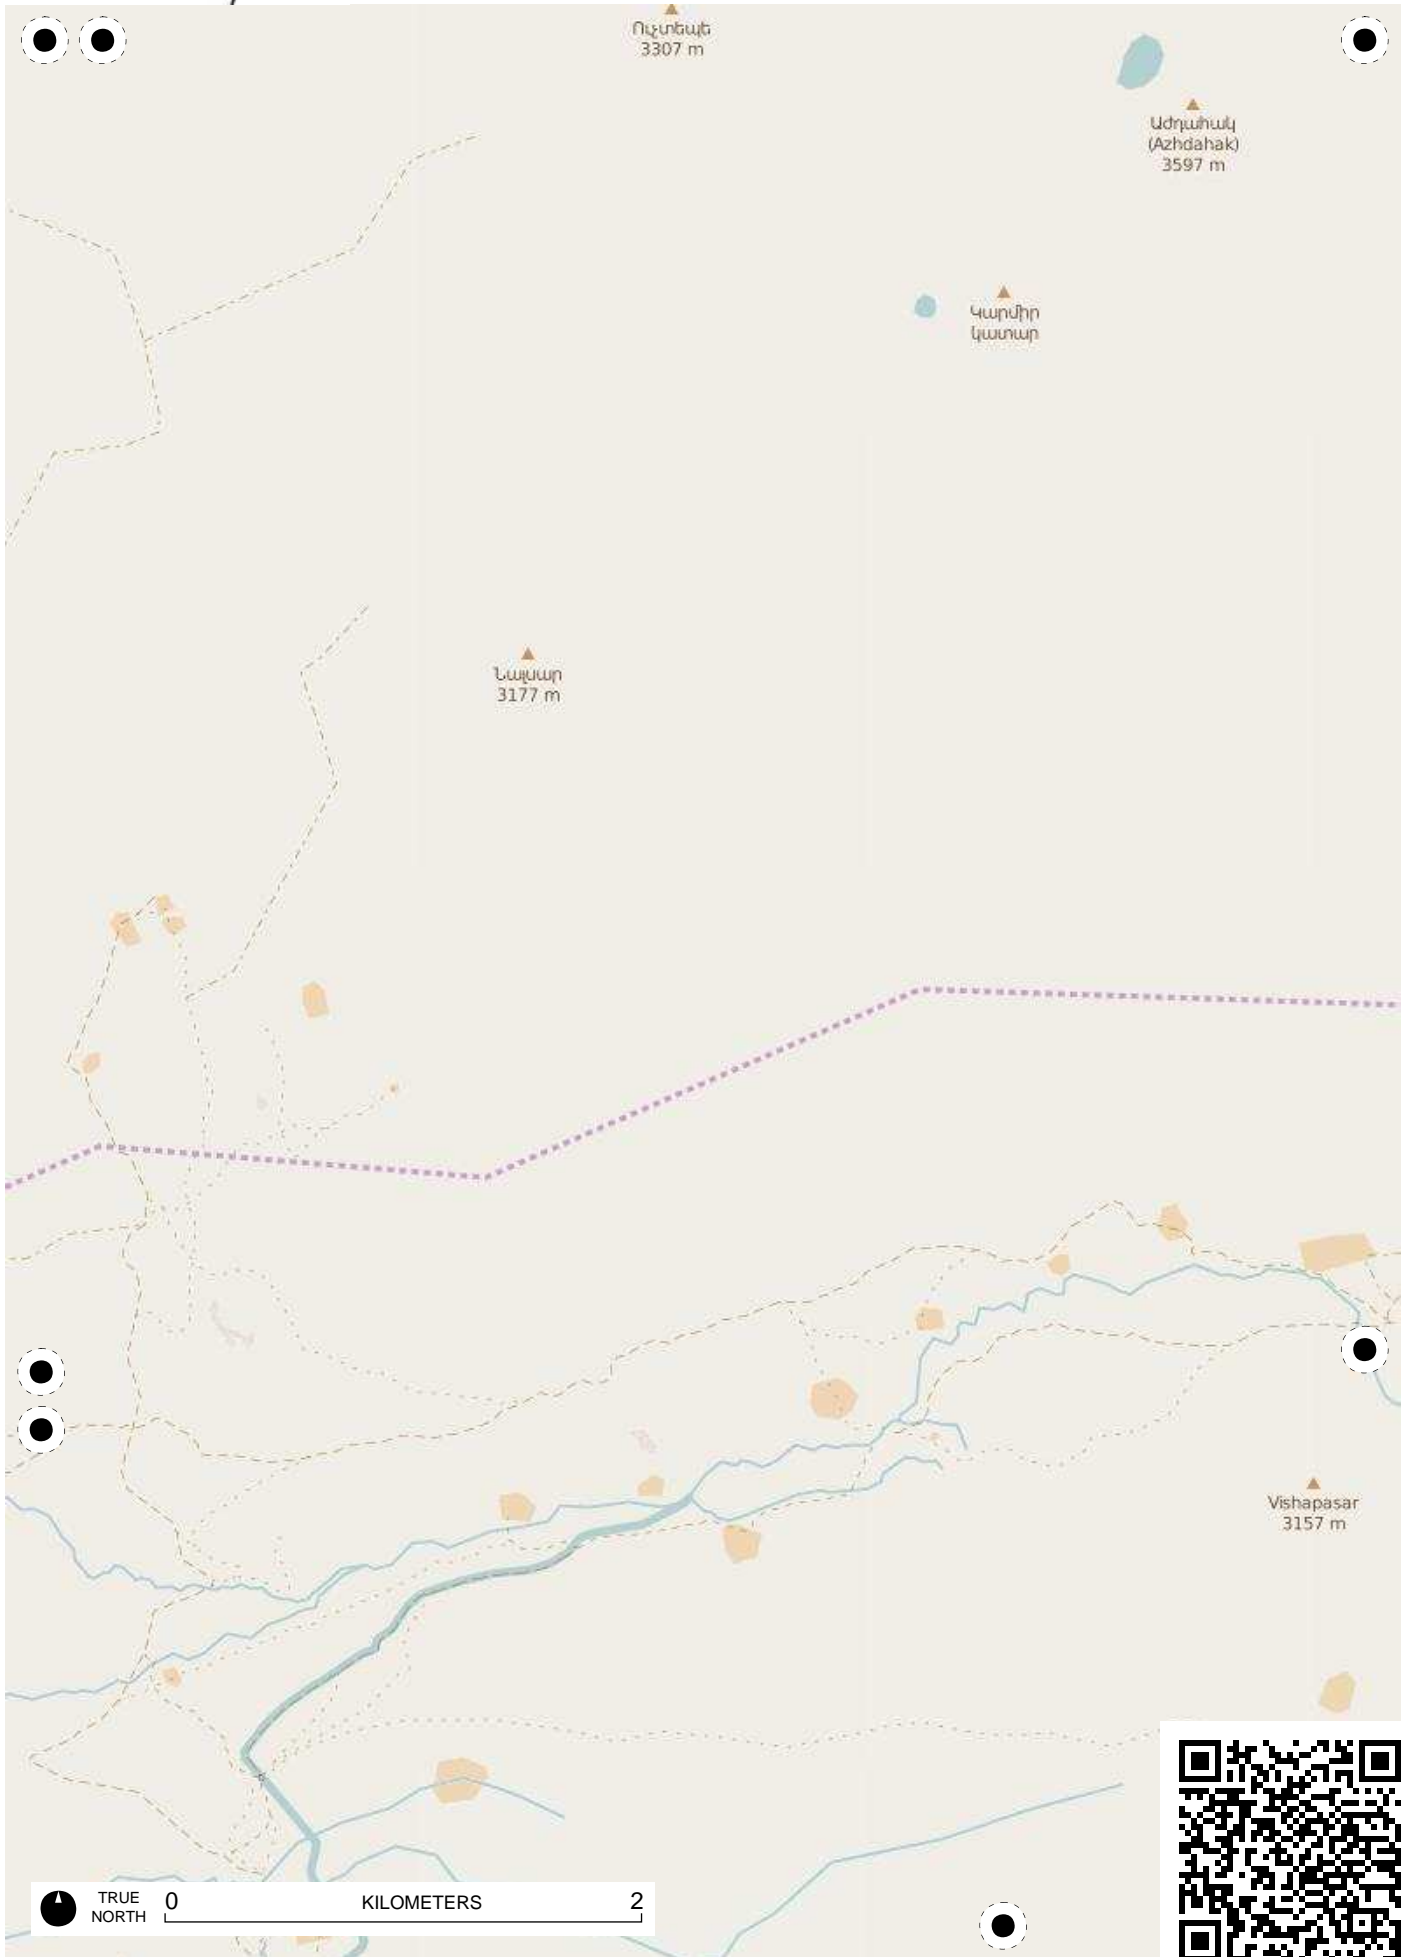 Ուչտեպե
3307 m
Աժդահակ
(Azhdahak)
3597 m
Կարմիր
կատար
Նալսար
3177 m
Vishapasar
3157 m
TRUE
NORTH
0 KILOMETERS 2